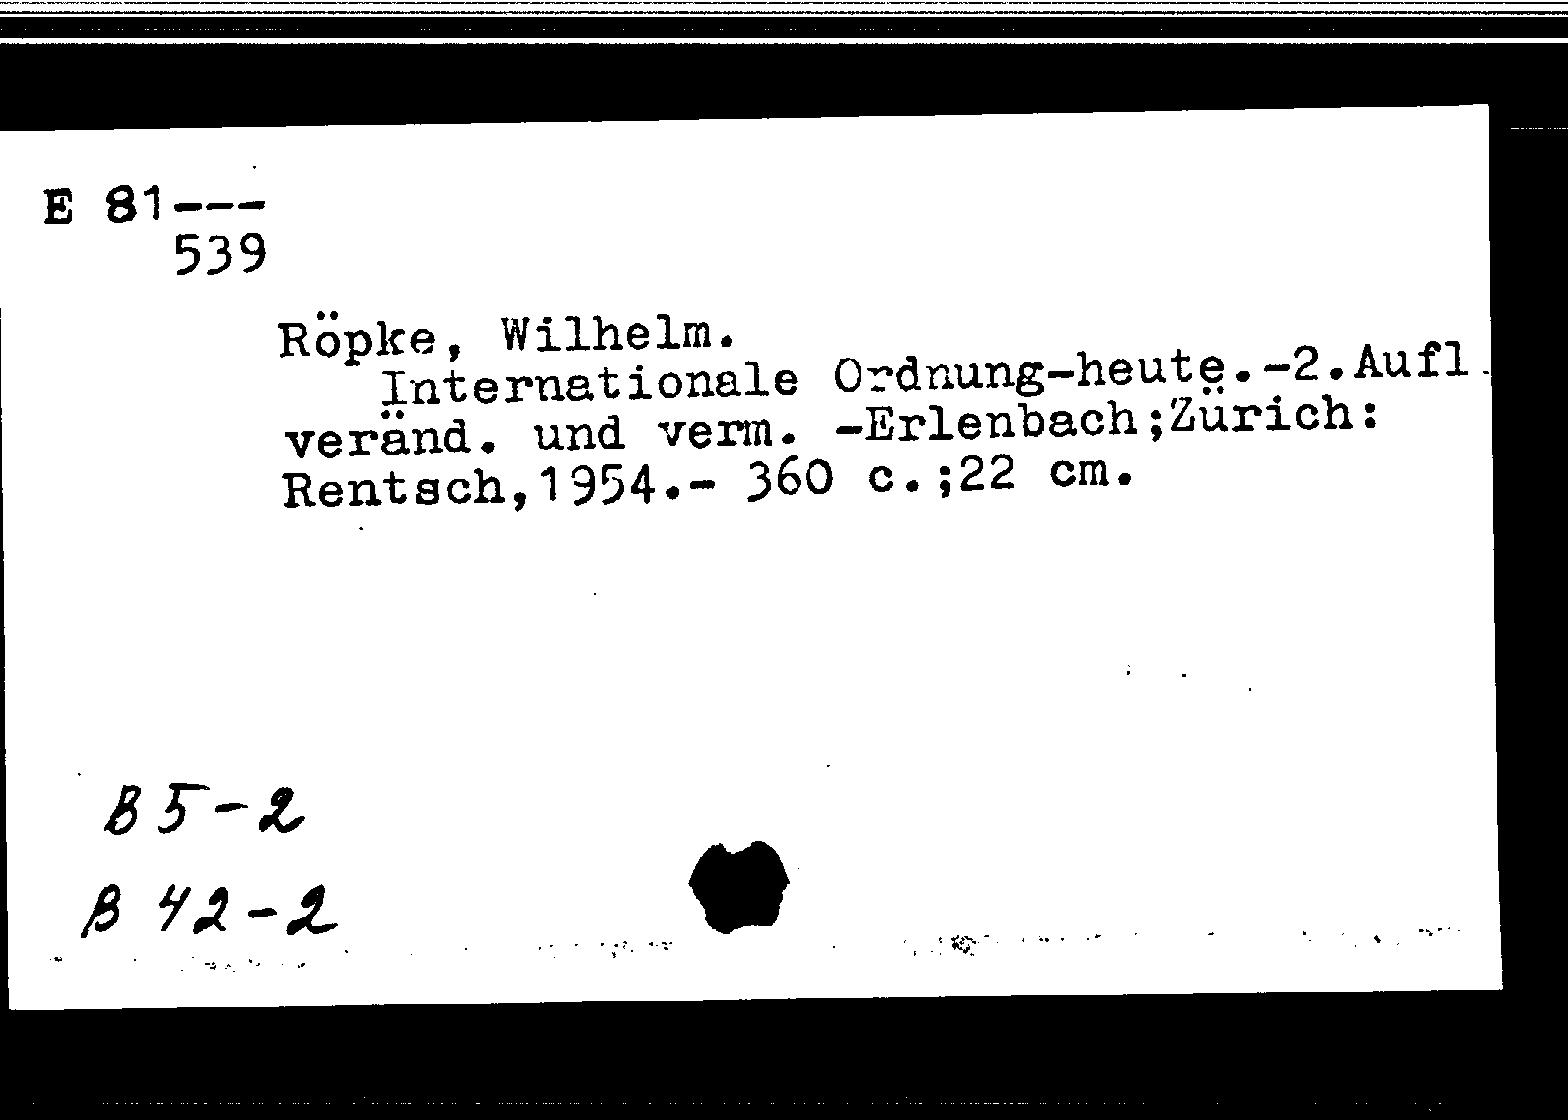 E 81---
539
Röpke, Wilhelm.
Internationale Ordnung-heute.-2.Aufl.
veränd. und verm. -Erlenbach;Zürich:
Rentsch,1954.- 360 c.;22 cm.
B 5-2
B 42-2